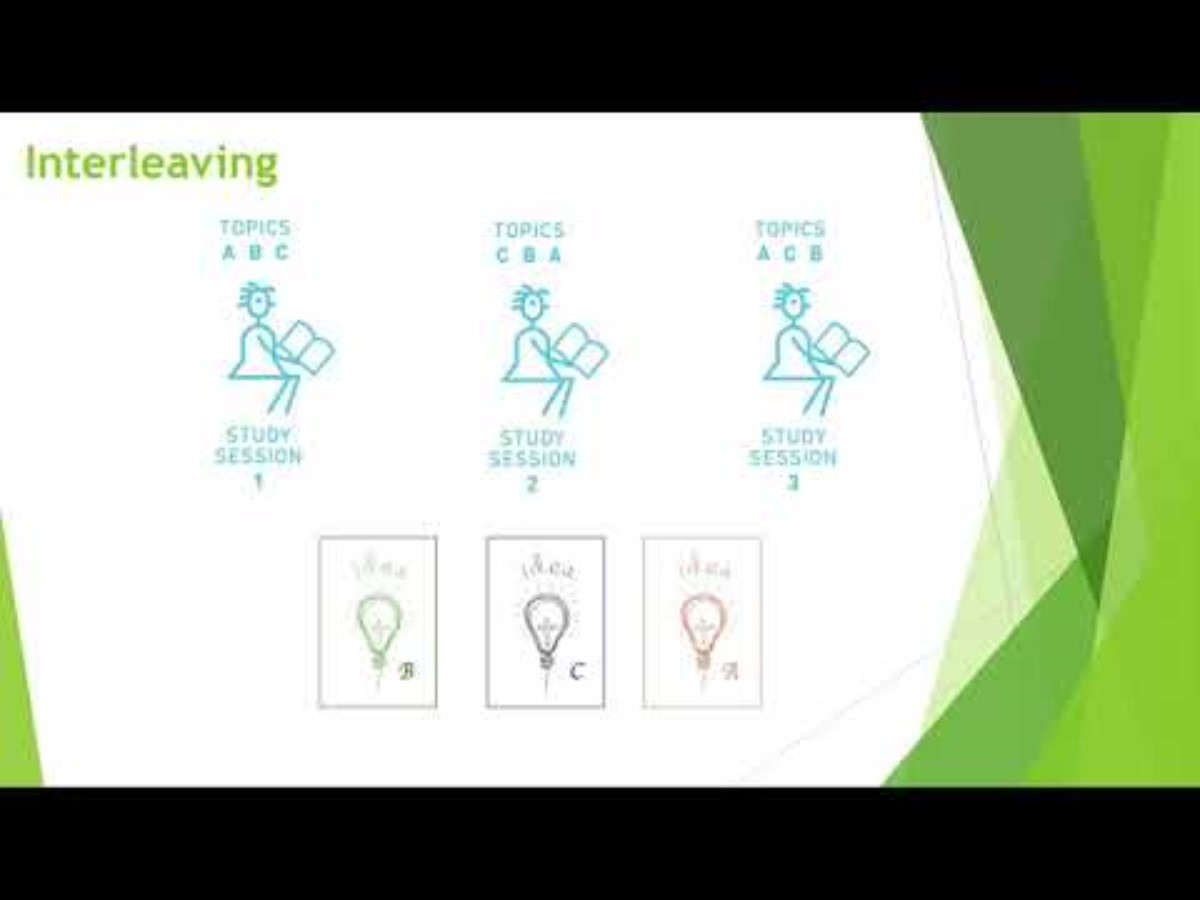 Interleaving
TOPICS
A B C
TOPICS
C B A
TOPICS
A C B
STUDY
SESSION
1
STUDY
SESSION
2
STUDY
SESSION
3
idea
B
idea
C
idea
A